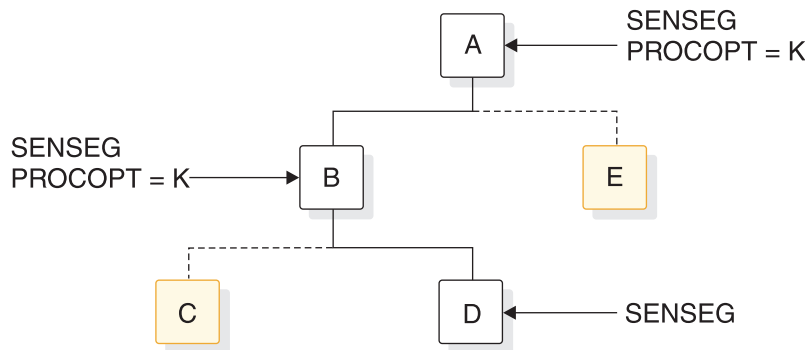 A
SENSEG
PROCOPT = K
SENSEG
PROCOPT = K
B
E
C
D
SENSEG